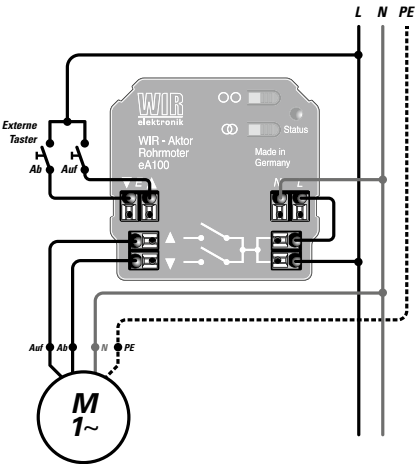 L N PE
WIR
elektronik
Status
Externe
Taster
WIR - Aktor
Rohrmoter
eA100
Made in
Germany
Ab Auf
▼ E ▲ N L
▲
▼
Auf Ab N PE
M
1~